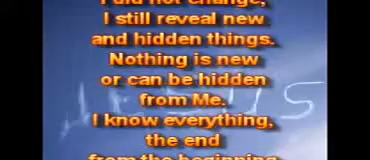 I did not change,
I still reveal new
and hidden things.
Nothing is new
or can be hidden
from Me.
JESUS
I know everything,
the end
from the beginning